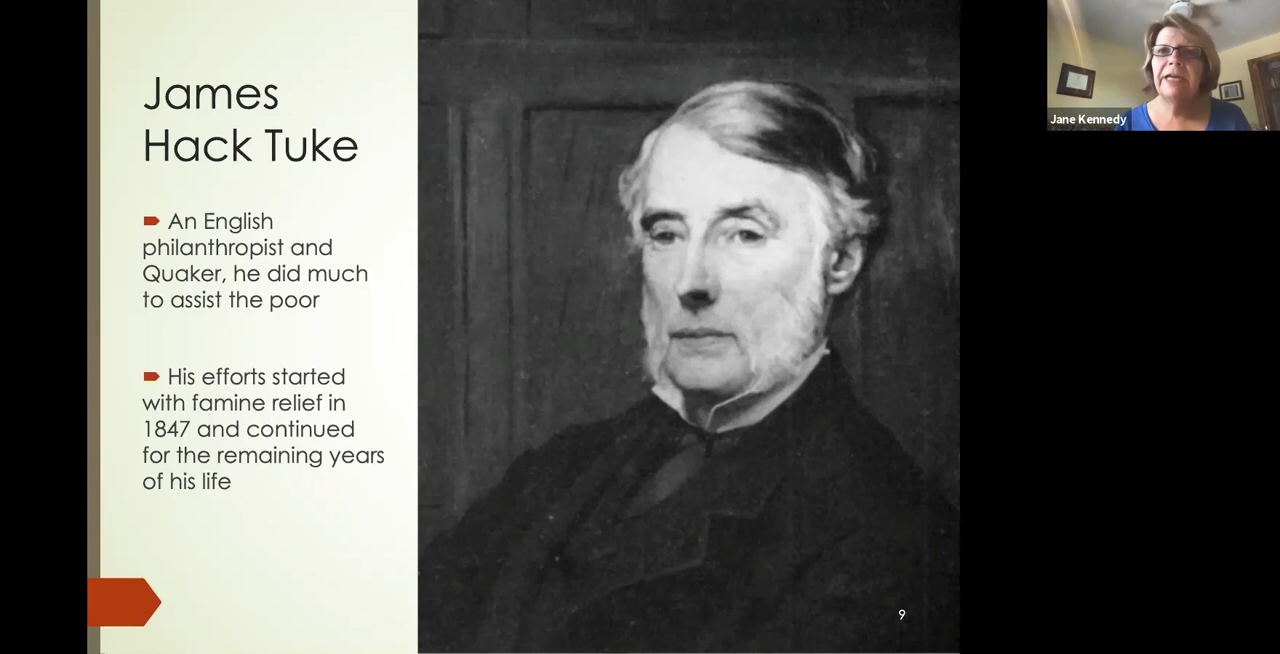 James
Hack Tuke
An English
philanthropist and
Quaker, he did much
to assist the poor
His efforts started
with famine relief in
1847 and continued
for the remaining years
of his life
9
Jane Kennedy